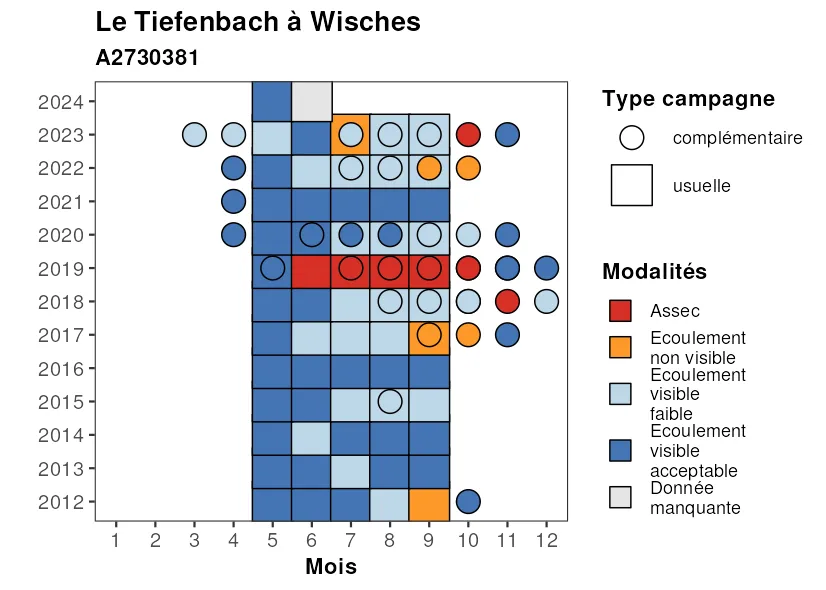 Le Tiefenbach à Wisches
A2730381
2024
2023
2022
2021
2020
2019
2018
2017
2016
2015
2014
2013
2012
1 2 3 4 5 6 7 8 9 10 11 12
Mois
Type campagne
complémentaire
usuelle
Modalités
Assec
Ecoulement
non visible
Ecoulement
visible
faible
Ecoulement
visible
acceptable
Donnée
manquante